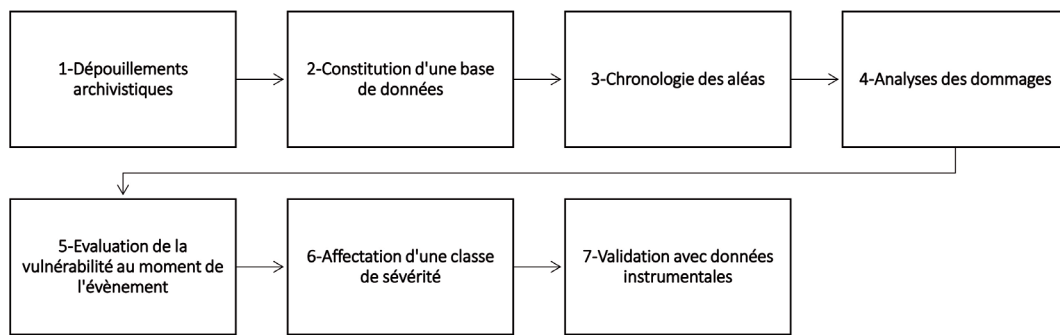 1-Dépouillements
archivistiques
2-Constitution d'une base
de données
3-Chronologie des aléas
4-Analyses des dommages
5-Evaluation de la
vulnérabilité au moment de
l'évènement
6-Affectation d'une classe
de sévérité
7-Validation avec données
instrumentales